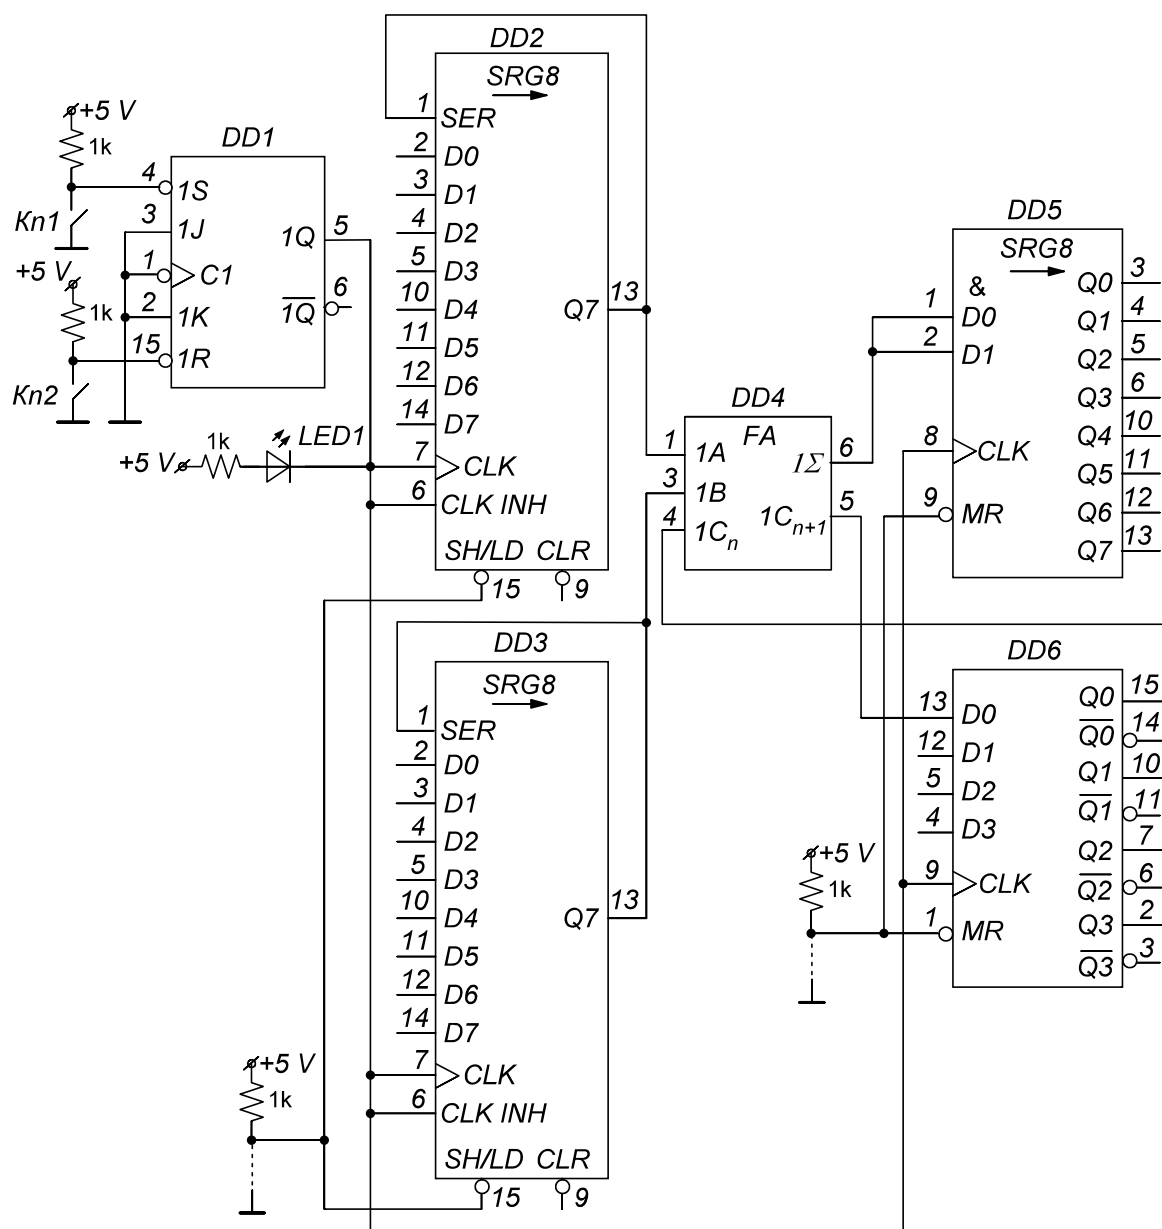 DD2
SRG8
1
SER
2
D0
3
D1
4
D2
5
D3
10
D4
11
D5
12
D6
14
D7
7
CLK
6
CLK INH
SH/LD CLR
15
9
Q7
13
+5 V
1k
Кп1
+5 V
1k
Кп2
DD1
4
1S
3
1J
1
C1
2
1K
15
1R
1Q
5
1Q
6
+5 V
1k
LED1
DD3
SRG8
1
SER
2
D0
3
D1
4
D2
5
D3
10
D4
11
D5
12
D6
14
D7
7
CLK
6
CLK INH
SH/LD CLR
15
9
Q7
13
+5 V
1k
DD4
FA
1
1A
3
1B
4
1Cn
1Σ
6
1Cn+1
5
DD5
SRG8
&
1
D0
2
D1
8
CLK
9
MR
Q0
3
Q1
4
Q2
5
Q3
6
Q4
10
Q5
11
Q6
12
Q7
13
DD6
13
D0
12
D1
5
D2
4
D3
9
CLK
1
MR
Q0
15
Q0
14
Q1
10
Q1
11
Q2
7
Q2
6
Q3
2
Q3
3
+5 V
1k